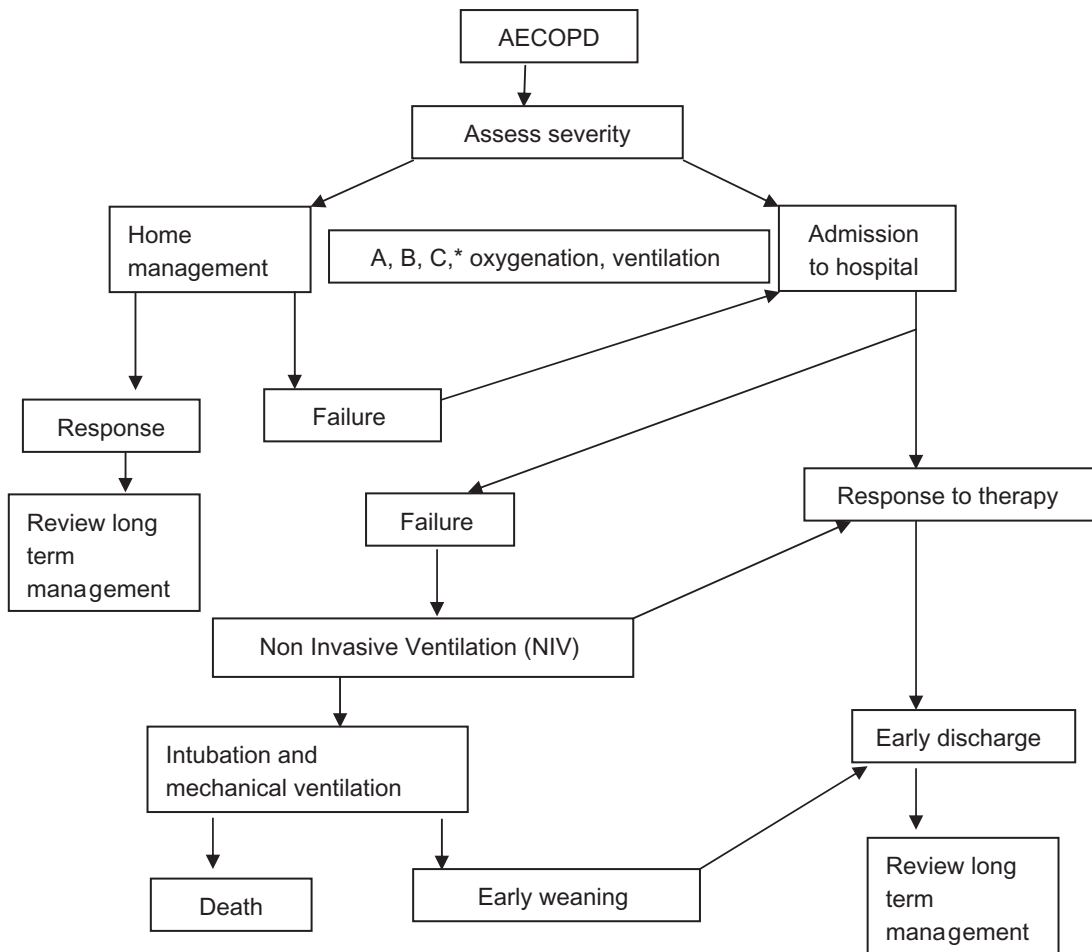 AECOPD
Assess severity
Home
management
A, B, C,* oxygenation, ventilation
Admission
to hospital
Response
Failure
Review long
term
management
Failure
Response to therapy
Non Invasive Ventilation (NIV)
Intubation and
mechanical ventilation
Early discharge
Death
Early weaning
Review long
term
management